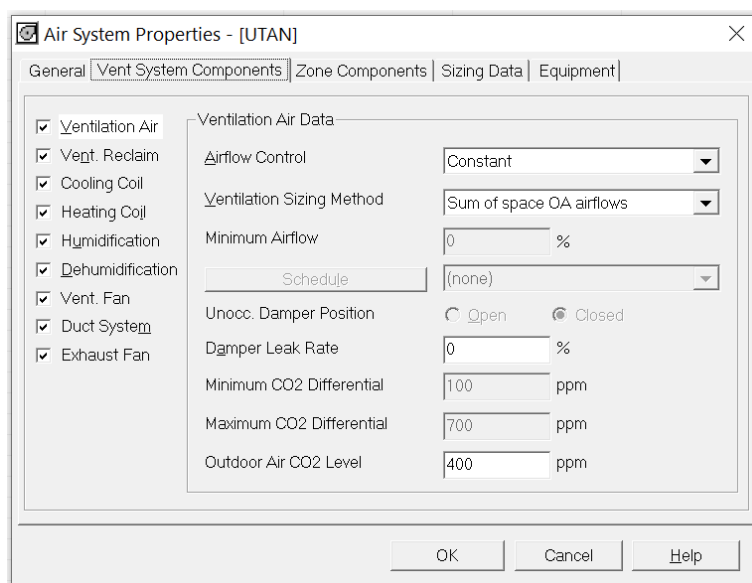 Air System Properties - [UTAN]
General Vent System Components Zone Components Sizing Data Equipment
Ventilation Air
Vent. Reclaim
Cooling Coil
Heating Coil
Humidification
Dehumidification
Vent. Fan
Duct System
Exhaust Fan
Ventilation Air Data
Airflow Control Constant
Ventilation Sizing Method Sum of space OA airflows
Minimum Airflow 0 %
Schedule (none)
Unocc. Damper Position Open Closed
Damper Leak Rate 0 %
Minimum CO2 Differential 100 ppm
Maximum CO2 Differential 700 ppm
Outdoor Air CO2 Level 400 ppm
OK Cancel Help